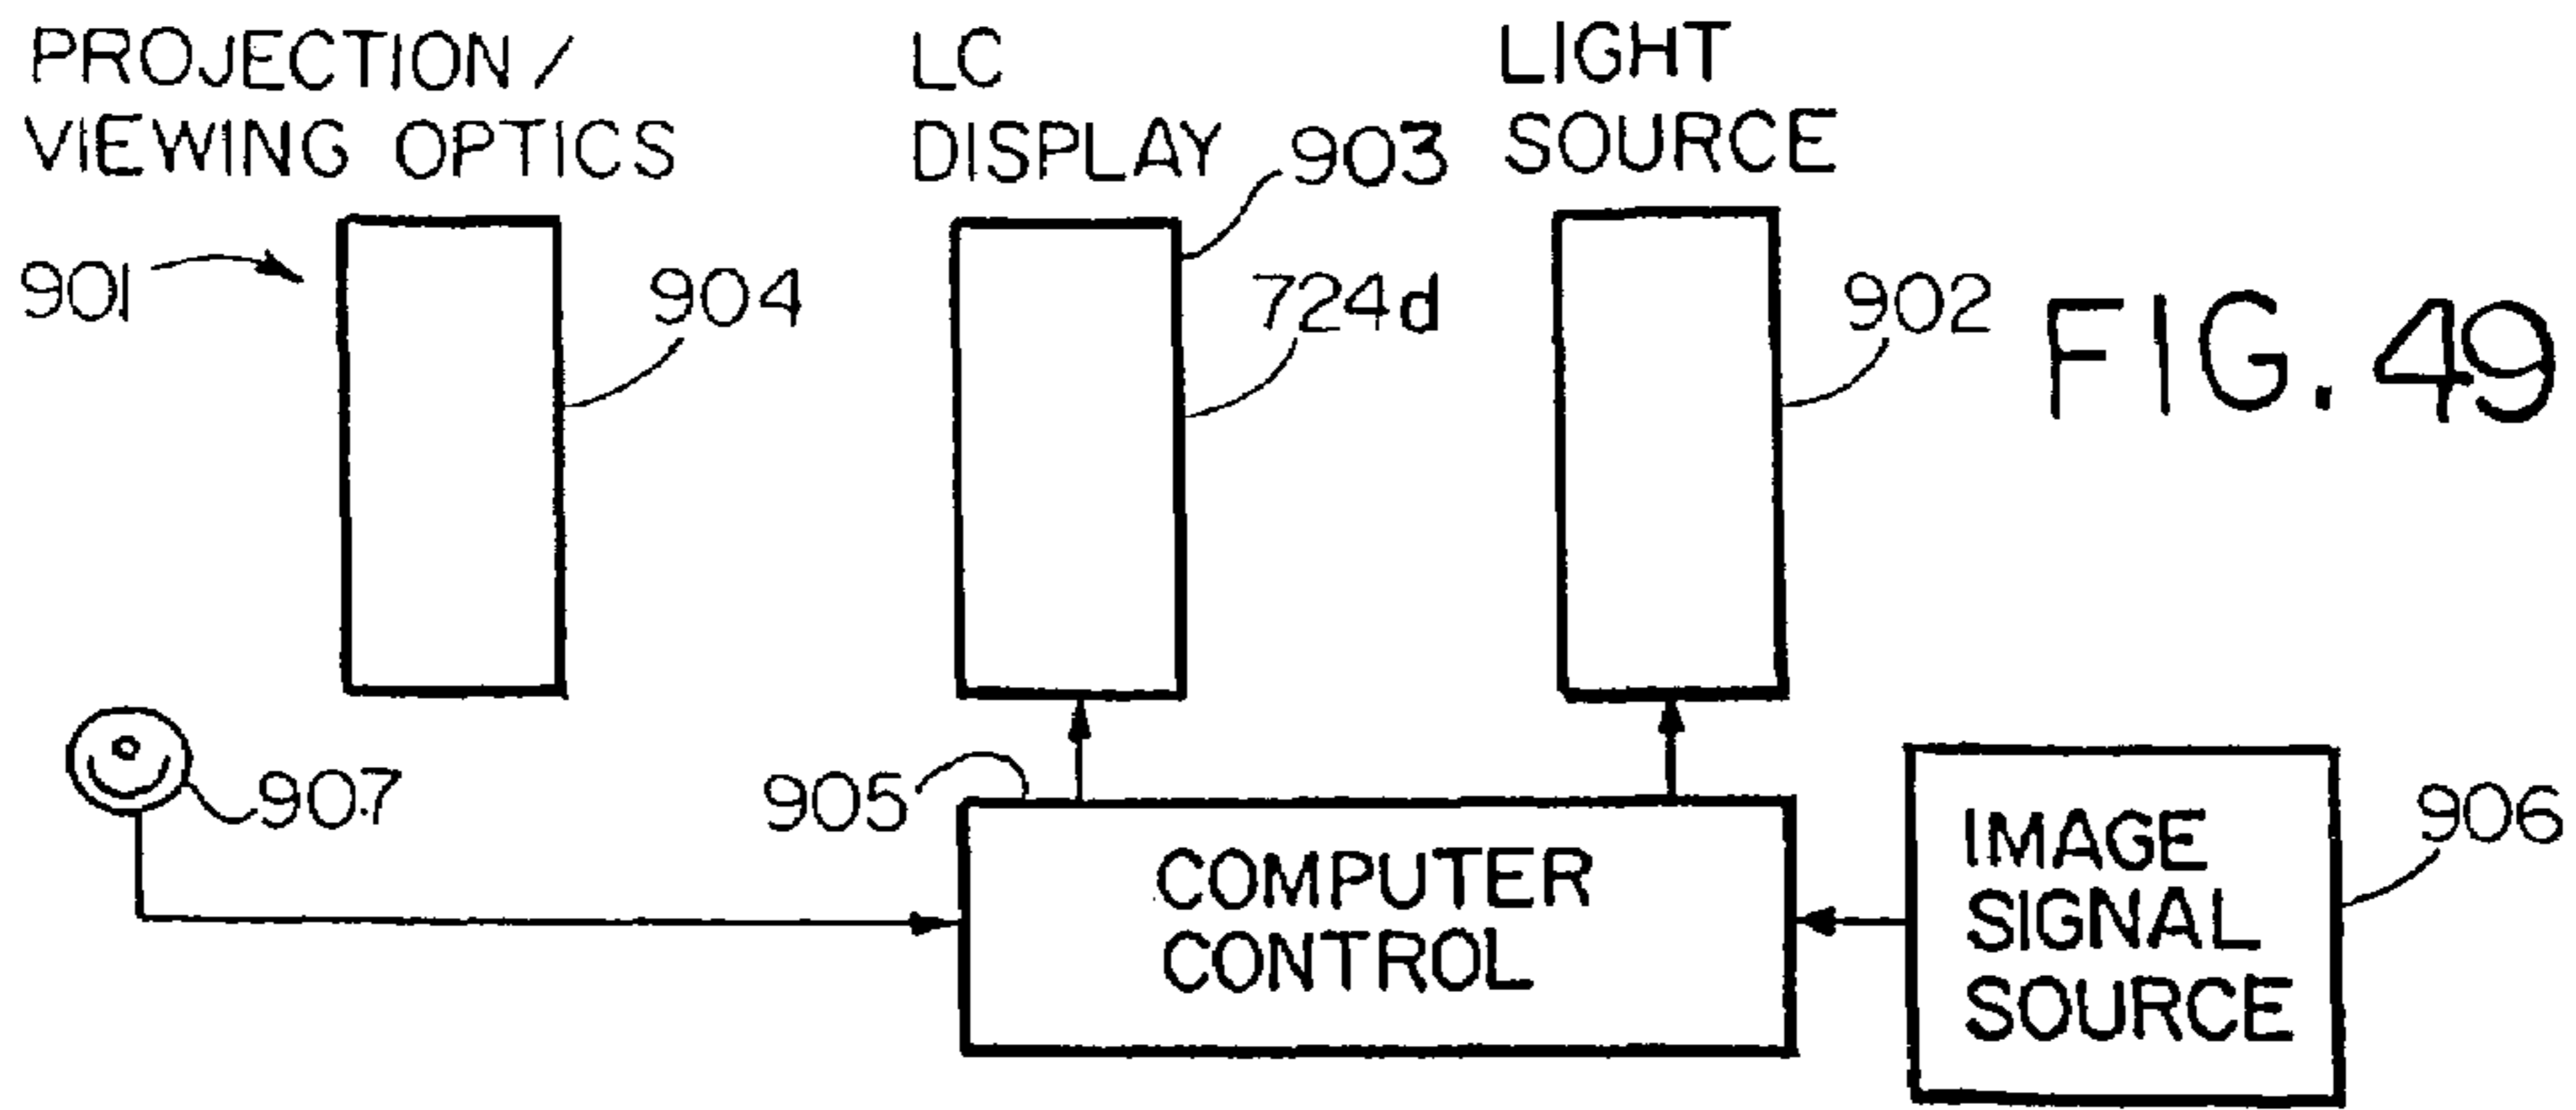 PROJECTION/
VIEWING OPTICS
LC
DISPLAY
LIGHT
SOURCE
903
901
904
724d
902
FIG. 49
907
905
COMPUTER
CONTROL
IMAGE
SIGNAL
SOURCE
906